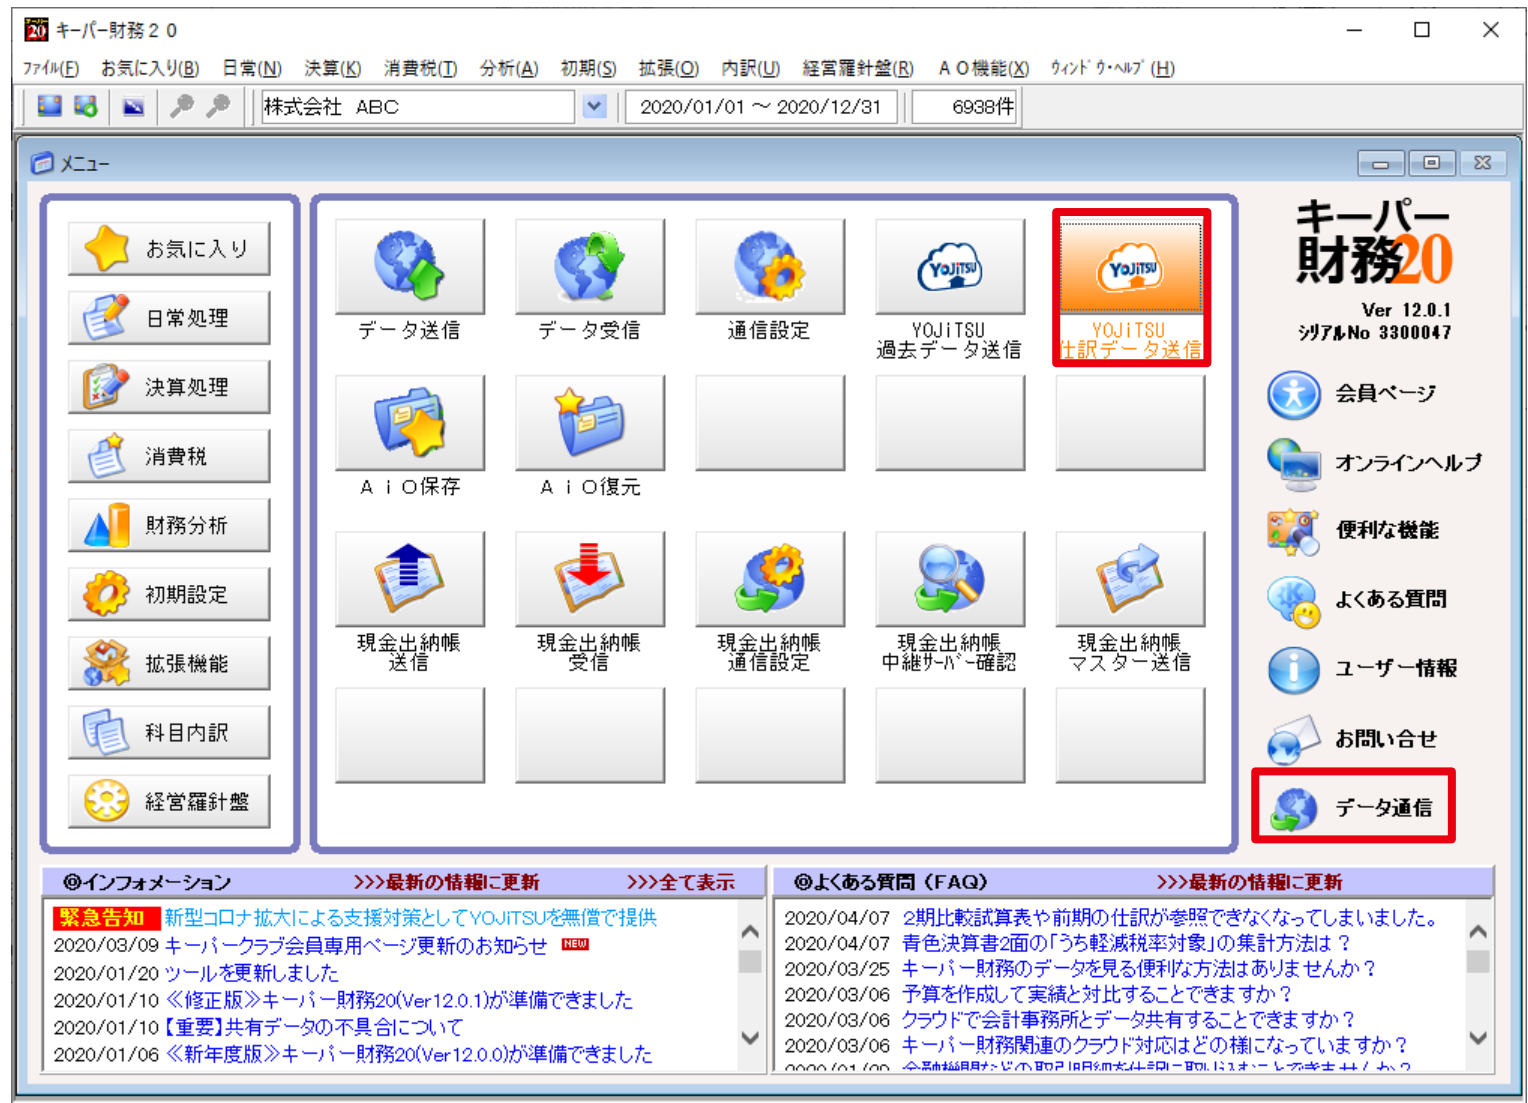 20 キーパー財務２０
ﾌｧｲﾙ(F) お気に入り(B) 日常(N) 決算(K) 消費税(T) 分析(A) 初期(S) 拡張(O) 内訳(U) 経営羅針盤(R) ＡＯ機能(X) ｳｨﾝﾄﾞｳ・ﾍﾙﾌﾟ(H)
株式会社 ABC 2020/01/01 ～ 2020/12/31 6938件
ﾒﾆｭｰ
お気に入り
日常処理
決算処理
消費税
財務分析
初期設定
拡張機能
科目内訳
経営羅針盤
データ送信
データ受信
通信設定
YOJiTSU
YOJiTSU
過去データ送信
YOJiTSU
YOJiTSU
仕訳データ送信
ＡｉＯ保存
ＡｉＯ復元
現金出納帳
送信
現金出納帳
受信
現金出納帳
通信設定
現金出納帳
中継ｻｰﾊﾞｰ確認
現金出納帳
マスター送信
キーパー
財務20
Ver 12.0.1
ｼﾘｱﾙNo 3300047
会員ページ
オンラインヘルプ
便利な機能
よくある質問
ユーザー情報
お問い合せ
データ通信
◎インフォメーション >>>最新の情報に更新 >>>全て表示
緊急告知 新型コロナ拡大による支援対策としてYOJiTSUを無償で提供
2020/03/09 キーパークラブ会員専用ページ更新のお知らせ NEW
2020/01/20 ツールを更新しました
2020/01/10 ≪修正版≫キーパー財務20(Ver12.0.1)が準備できました
2020/01/10 【重要】共有データの不具合について
2020/01/06 ≪新年度版≫キーパー財務20(Ver12.0.0)が準備できました
◎よくある質問（FAQ） >>>最新の情報に更新
2020/04/07 2期比較試算表や前期の仕訳が参照できなくなってしまいました。
2020/04/07 青色決算書2面の「うち軽減税率対象」の集計方法は？
2020/03/25 キーパー財務のデータを見る便利な方法はありませんか？
2020/03/06 予算を作成して実績と対比することできますか？
2020/03/06 クラウドで会計事務所とデータ共有することできますか？
2020/03/06 キーパー財務関連のクラウド対応はどの様になっていますか？